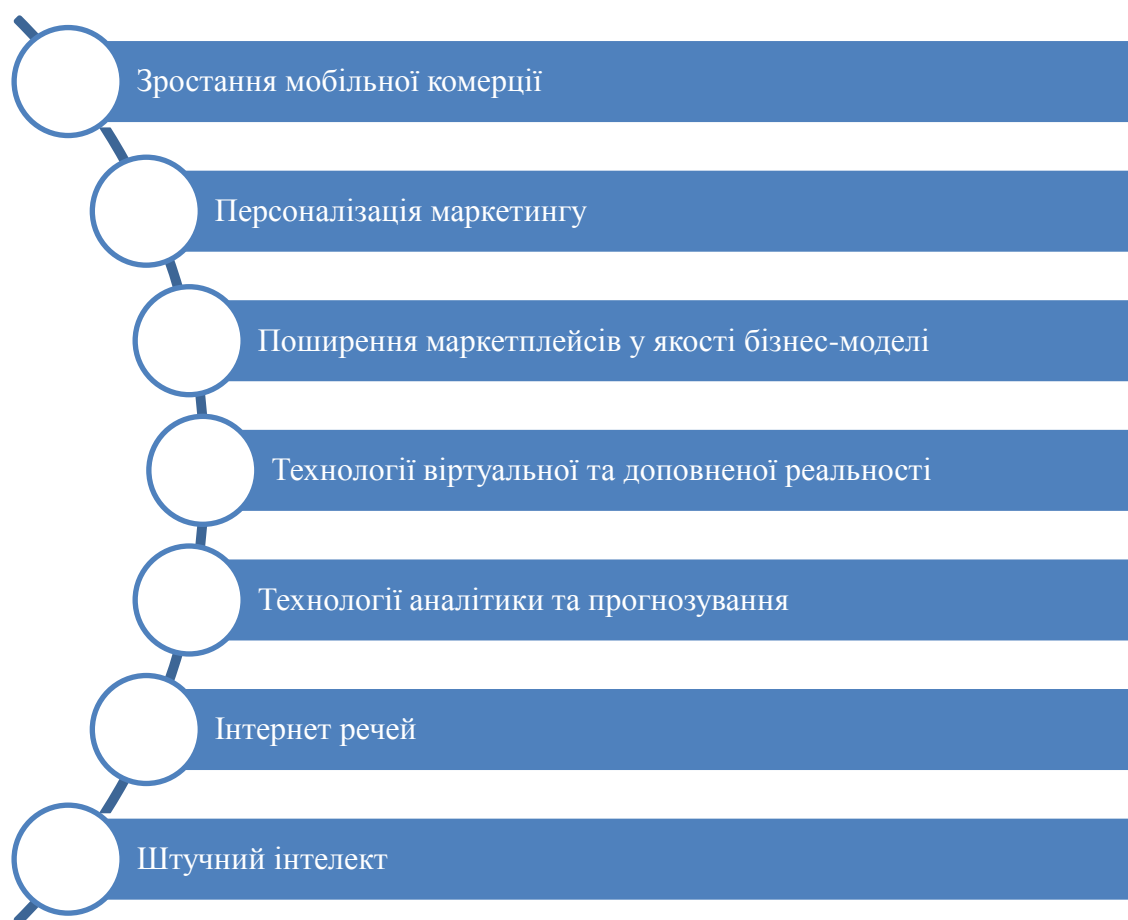 Зростання мобільної комерції
Персоналізація маркетингу
Поширення маркетплейсів у якості бізнес-моделі
Технології віртуальної та доповненої реальності
Технології аналітики та прогнозування
Інтернет речей
Штучний інтелект